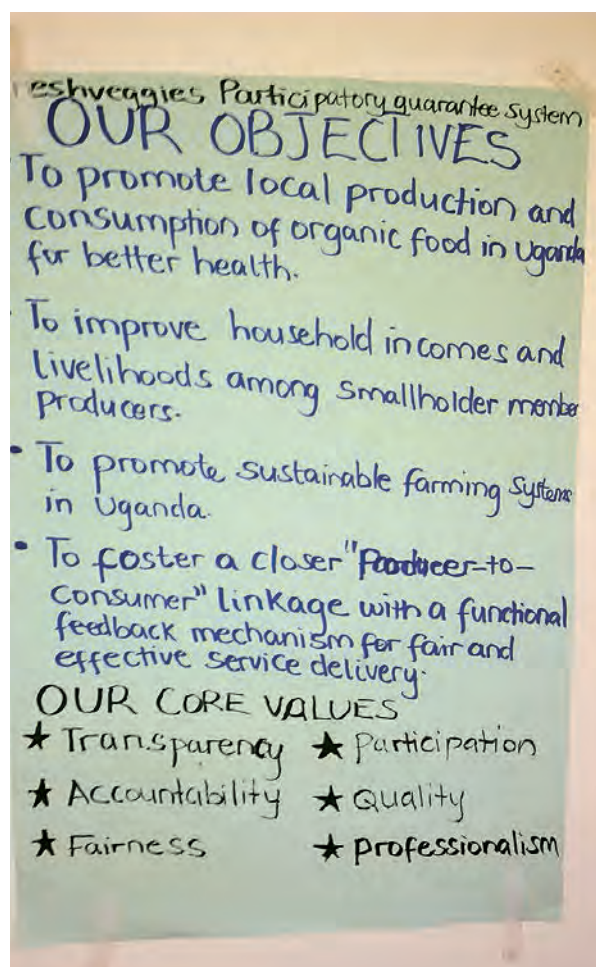 eshveggies Participatory guarantee system
OUR OBJECTIVES
To promote local production and
consumption of organic food in Uganda
for better health.
To improve household incomes and
livelihoods among smallholder member
producers.
• To promote sustainable farming systems
in Uganda.
• To foster a closer "Producer-to-
Consumer" linkage with a functional
feedback mechanism for fair and
effective service delivery.
OUR CORE VALUES
★ Transparency ★ Participation
★ Accountability ★ Quality
★ Fairness ★ professionalism